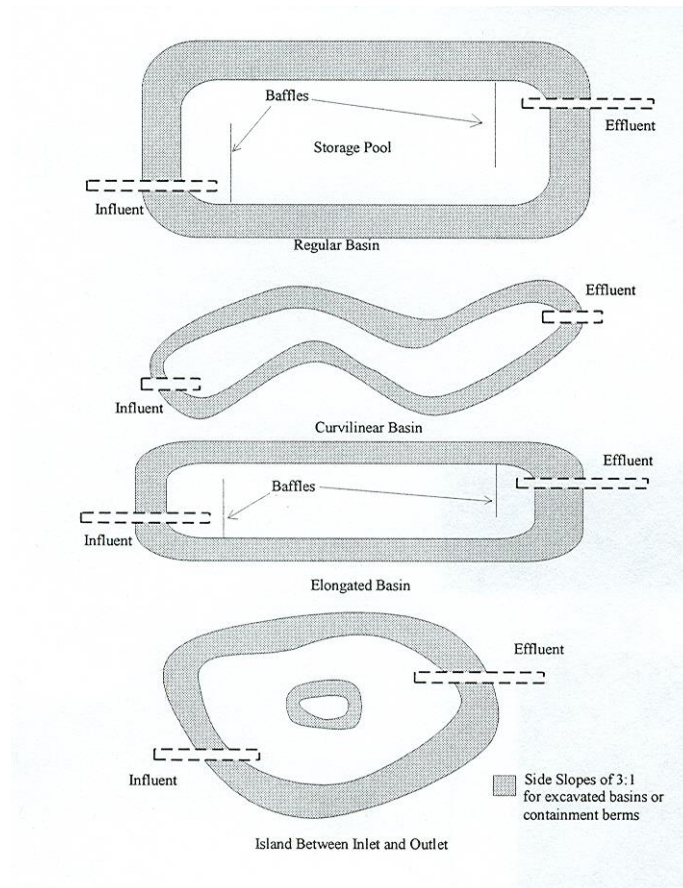 Baffles
Effluent
Storage Pool
Influent
Regular Basin
Effluent
Influent
Curvilinear Basin
Effluent
Baffles
Influent
Elongated Basin
Effluent
Influent
Side Slopes of 3:1
for excavated basins or
containment berms
Island Between Inlet and Outlet